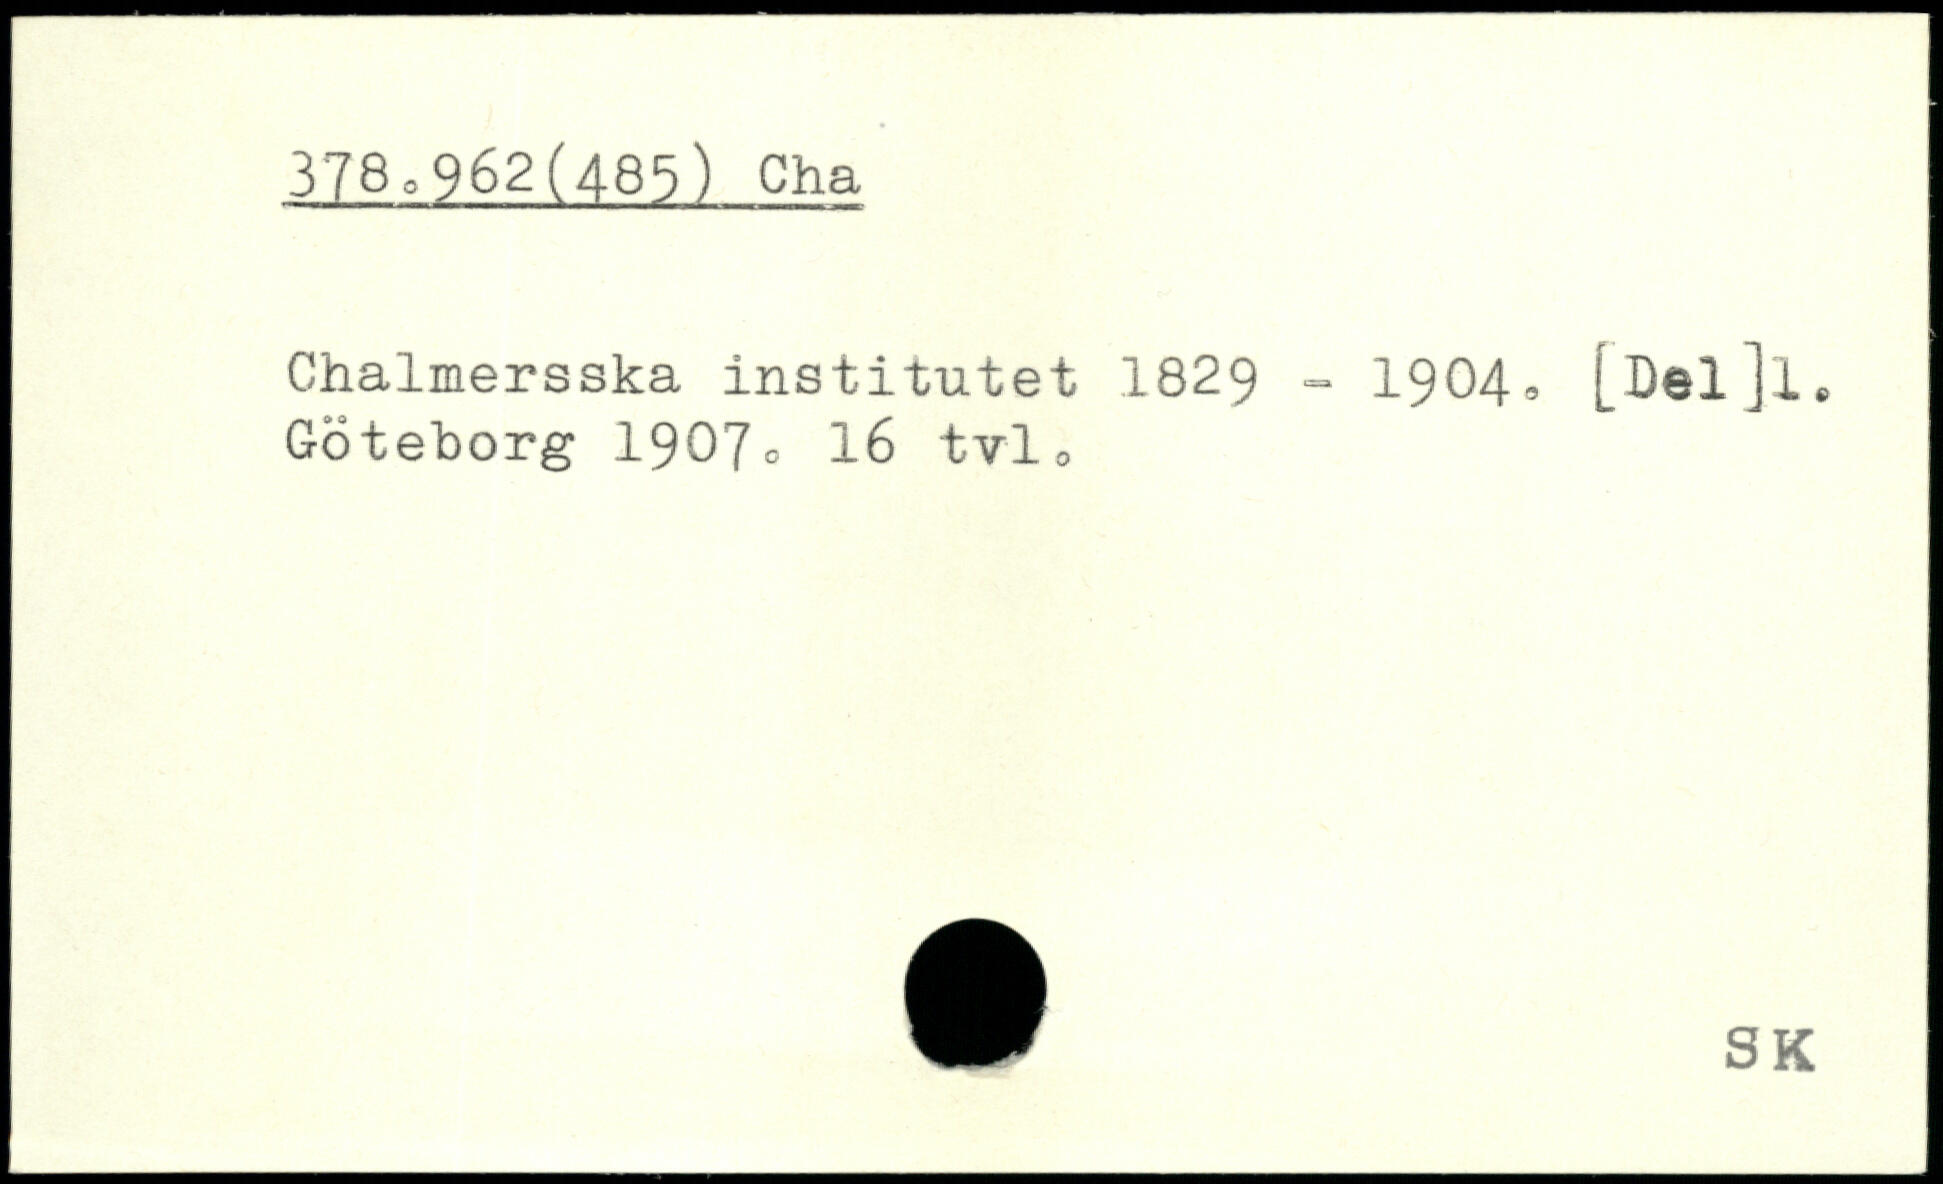 378.962(485) Cha
Chalmersska institutet 1829 - 1904. [Del]1.
Göteborg 1907. 16 tvl.
SK